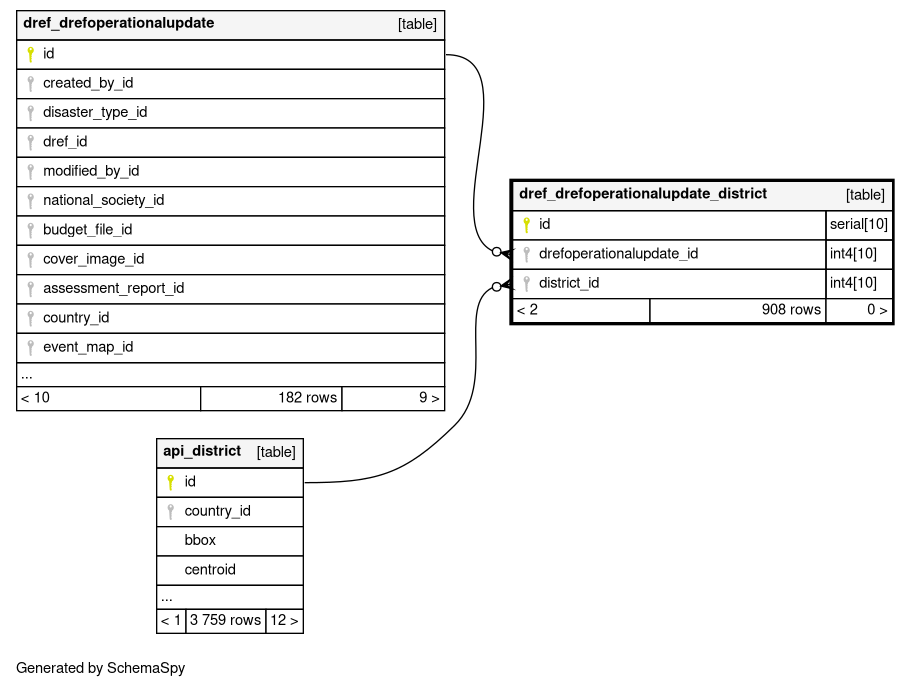 dref_drefoperationalupdate [table]
id
created_by_id
disaster_type_id
dref_id
modified_by_id
national_society_id
budget_file_id
cover_image_id
assessment_report_id
country_id
event_map_id
...
< 10 182 rows 9 >
dref_drefoperationalupdate_district [table]
id serial[10]
drefoperationalupdate_id int4[10]
district_id int4[10]
< 2 908 rows 0 >
api_district [table]
id
country_id
bbox
centroid
...
< 1 3 759 rows 12 >
Generated by SchemaSpy